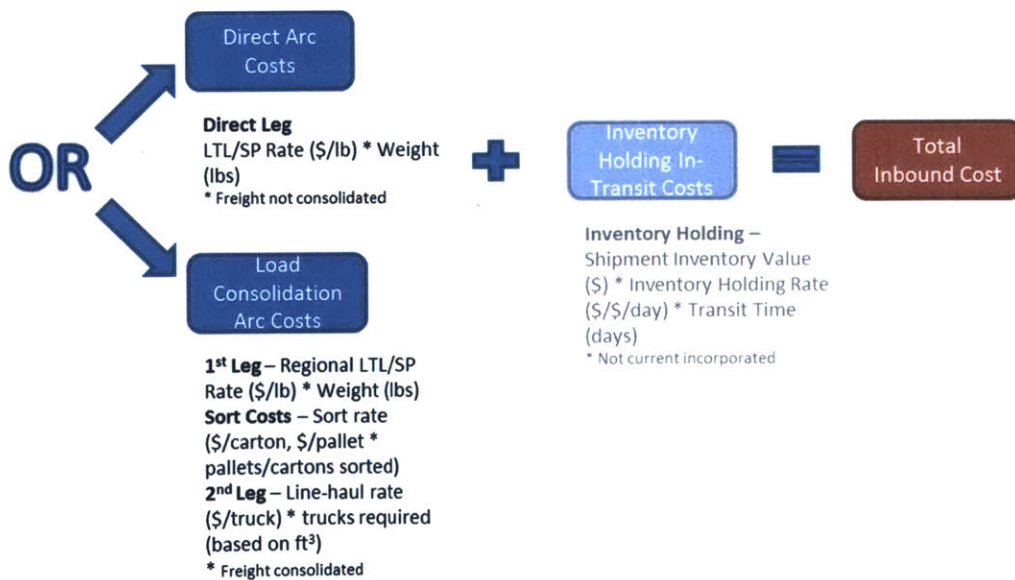 Direct Arc
Costs
OR
Direct Leg
LTL/SP Rate ($/lb) * Weight
(lbs)
* Freight not consolidated
Inventory
Holding In-
Transit Costs
Total
Inbound Cost
Inventory Holding –
Shipment Inventory Value
($) * Inventory Holding Rate
($/$/day) * Transit Time
(days)
* Not current incorporated
Load
Consolidation
Arc Costs
1st Leg – Regional LTL/SP
Rate ($/lb) * Weight (lbs)
Sort Costs – Sort rate
($/carton, $/pallet *
pallets/cartons sorted)
2nd Leg – Line-haul rate
($/truck) * trucks required
(based on ft³)
* Freight consolidated